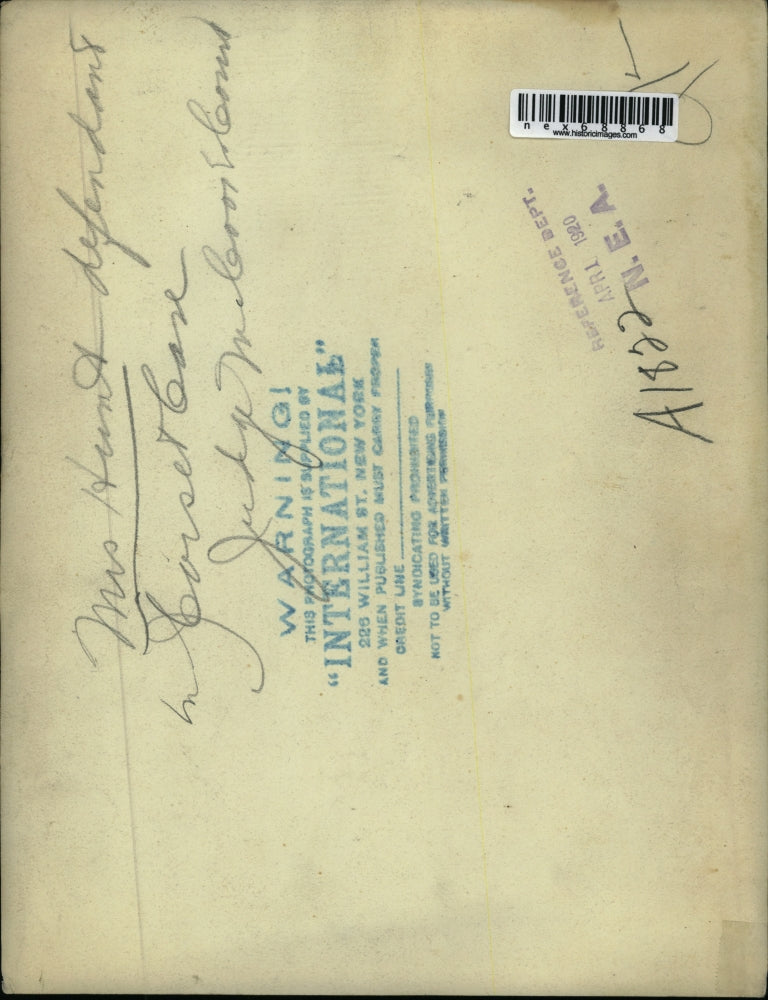 Mrs Hunt defendant
in Corset Case
Judge McCoons Court
WARNING!
THIS PHOTOGRAPH IS SUPPLIED BY
"INTERNATIONAL"
226 WILLIAM ST. NEW YORK
AND WHEN PUBLISHED MUST CARRY PROPER
CREDIT LINE
SYNDICATING PROHIBITED
NOT TO BE USED FOR ADVERTISING PURPOSES
WITHOUT WRITTEN PERMISSION
nex68868
www.historicimages.com
REFERENCE DEPT.
APR 1920
N. E. A.
A1822
OK